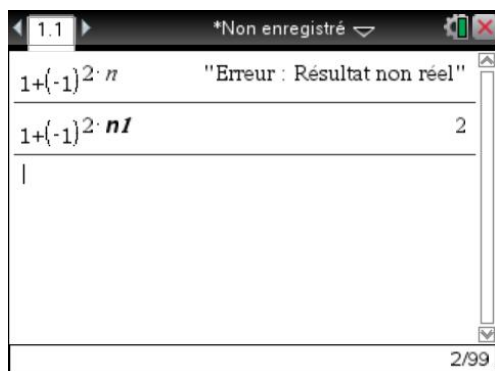 1.1 *Non enregistré
1+(-1)^2·n "Erreur : Résultat non réel"
1+(-1)^2·n1 2
2/99